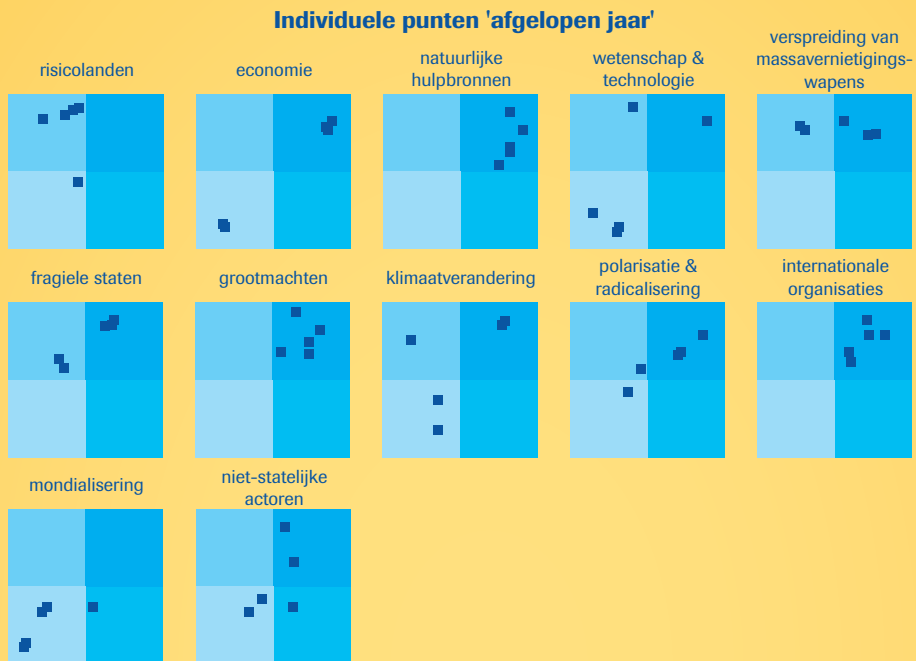 Individuele punten 'afgelopen jaar'
risicolanden
economie
natuurlijke
hulpbronnen
wetenschap &
technologie
verspreiding van
massavernietigings-
wapens
fragiele staten
grootmachten
klimaatverandering
polarisatie &
radicalisering
internationale
organisaties
mondialisering
niet-statelijke
actoren